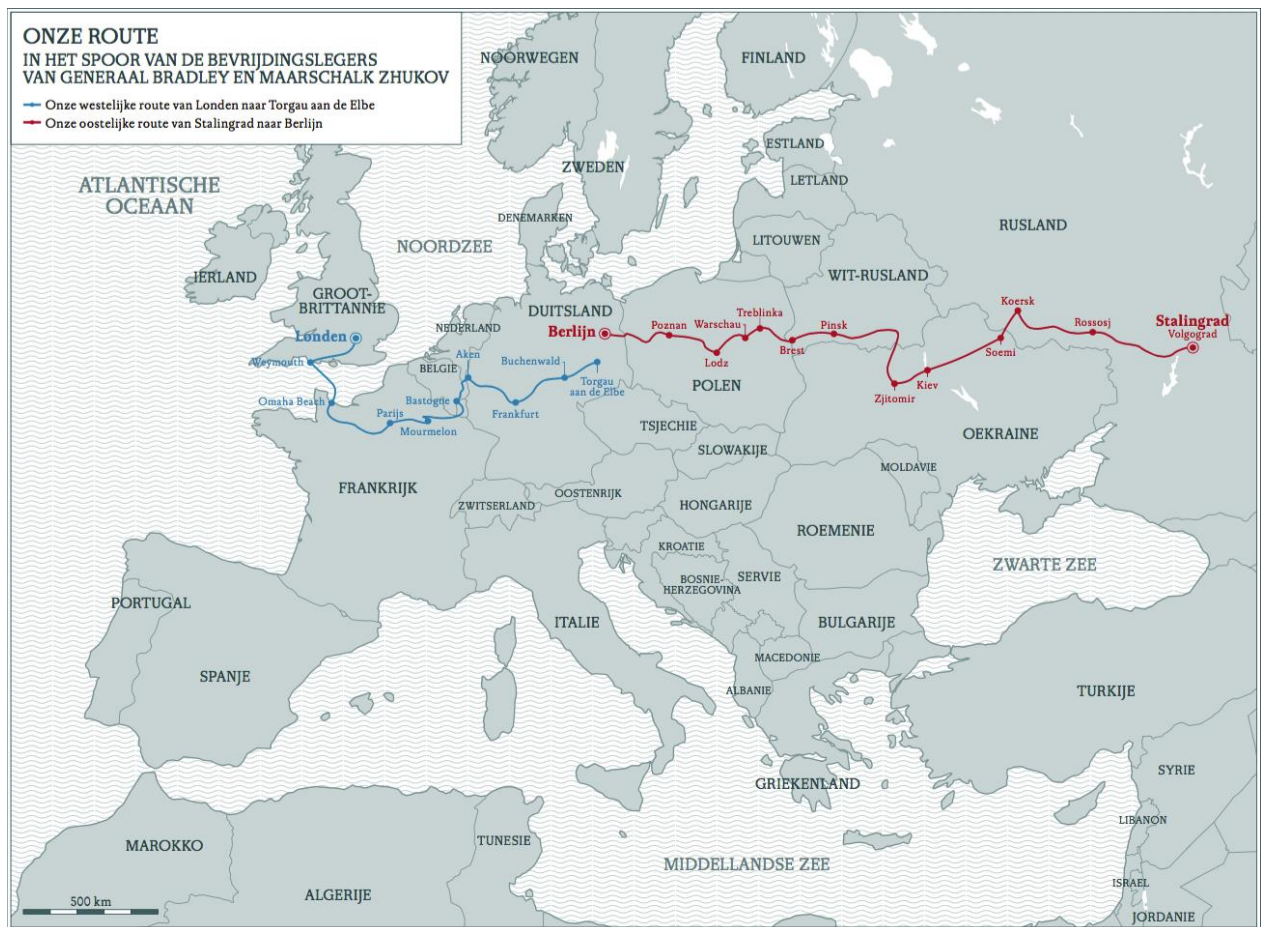 ONZE ROUTE
IN HET SPOOR VAN DE BEVRIJDINGSLEGERS
VAN GENERAAL BRADLEY EN MAARSCHALK ZHUKOV
Onze westelijke route van Londen naar Torgau aan de Elbe
Onze oostelijke route van Stalingrad naar Berlijn
NOORWEGEN
FINLAND
ZWEDEN
ESTLAND
LETLAND
ATLANTISCHE
OCEAAN
DENEMARKEN
NOORDZEE
LITOUWEN
RUSLAND
WIT-RUSLAND
IERLAND
GROOT-
BRITTANNIE
NEDERLAND
DUITSLAND
Londen
Weymouth
Omaha Beach
Parijs
Mourmelon
Bastogne
BELGIE
Aken
Frankfurt
Buchenwald
Torgau
aan de Elbe
Berlijn
Poznan
Lodz
Warschau
Treblinka
Brest
Pinsk
Zjitomir
Kiev
Soemi
Koersk
Rossosj
Stalingrad
Volgograd
POLEN
TSJECHIE
SLOWAKIJE
OEKRAINE
MOLDAVIE
FRANKRIJK
ZWITSERLAND
OOSTENRIJK
HONGARIJE
ROEMENIE
KROATIE
BOSNIE-
HERZEGOVINA
SERVIE
ZWARTE ZEE
PORTUGAL
SPANJE
ITALIE
BULGARIJE
MACEDONIE
ALBANIE
TURKIJE
GRIEKENLAND
SYRIE
LIBANON
MAROKKO
ALGERIJE
TUNESIE
MIDDELLANDSE ZEE
ISRAEL
JORDANIE
500 km